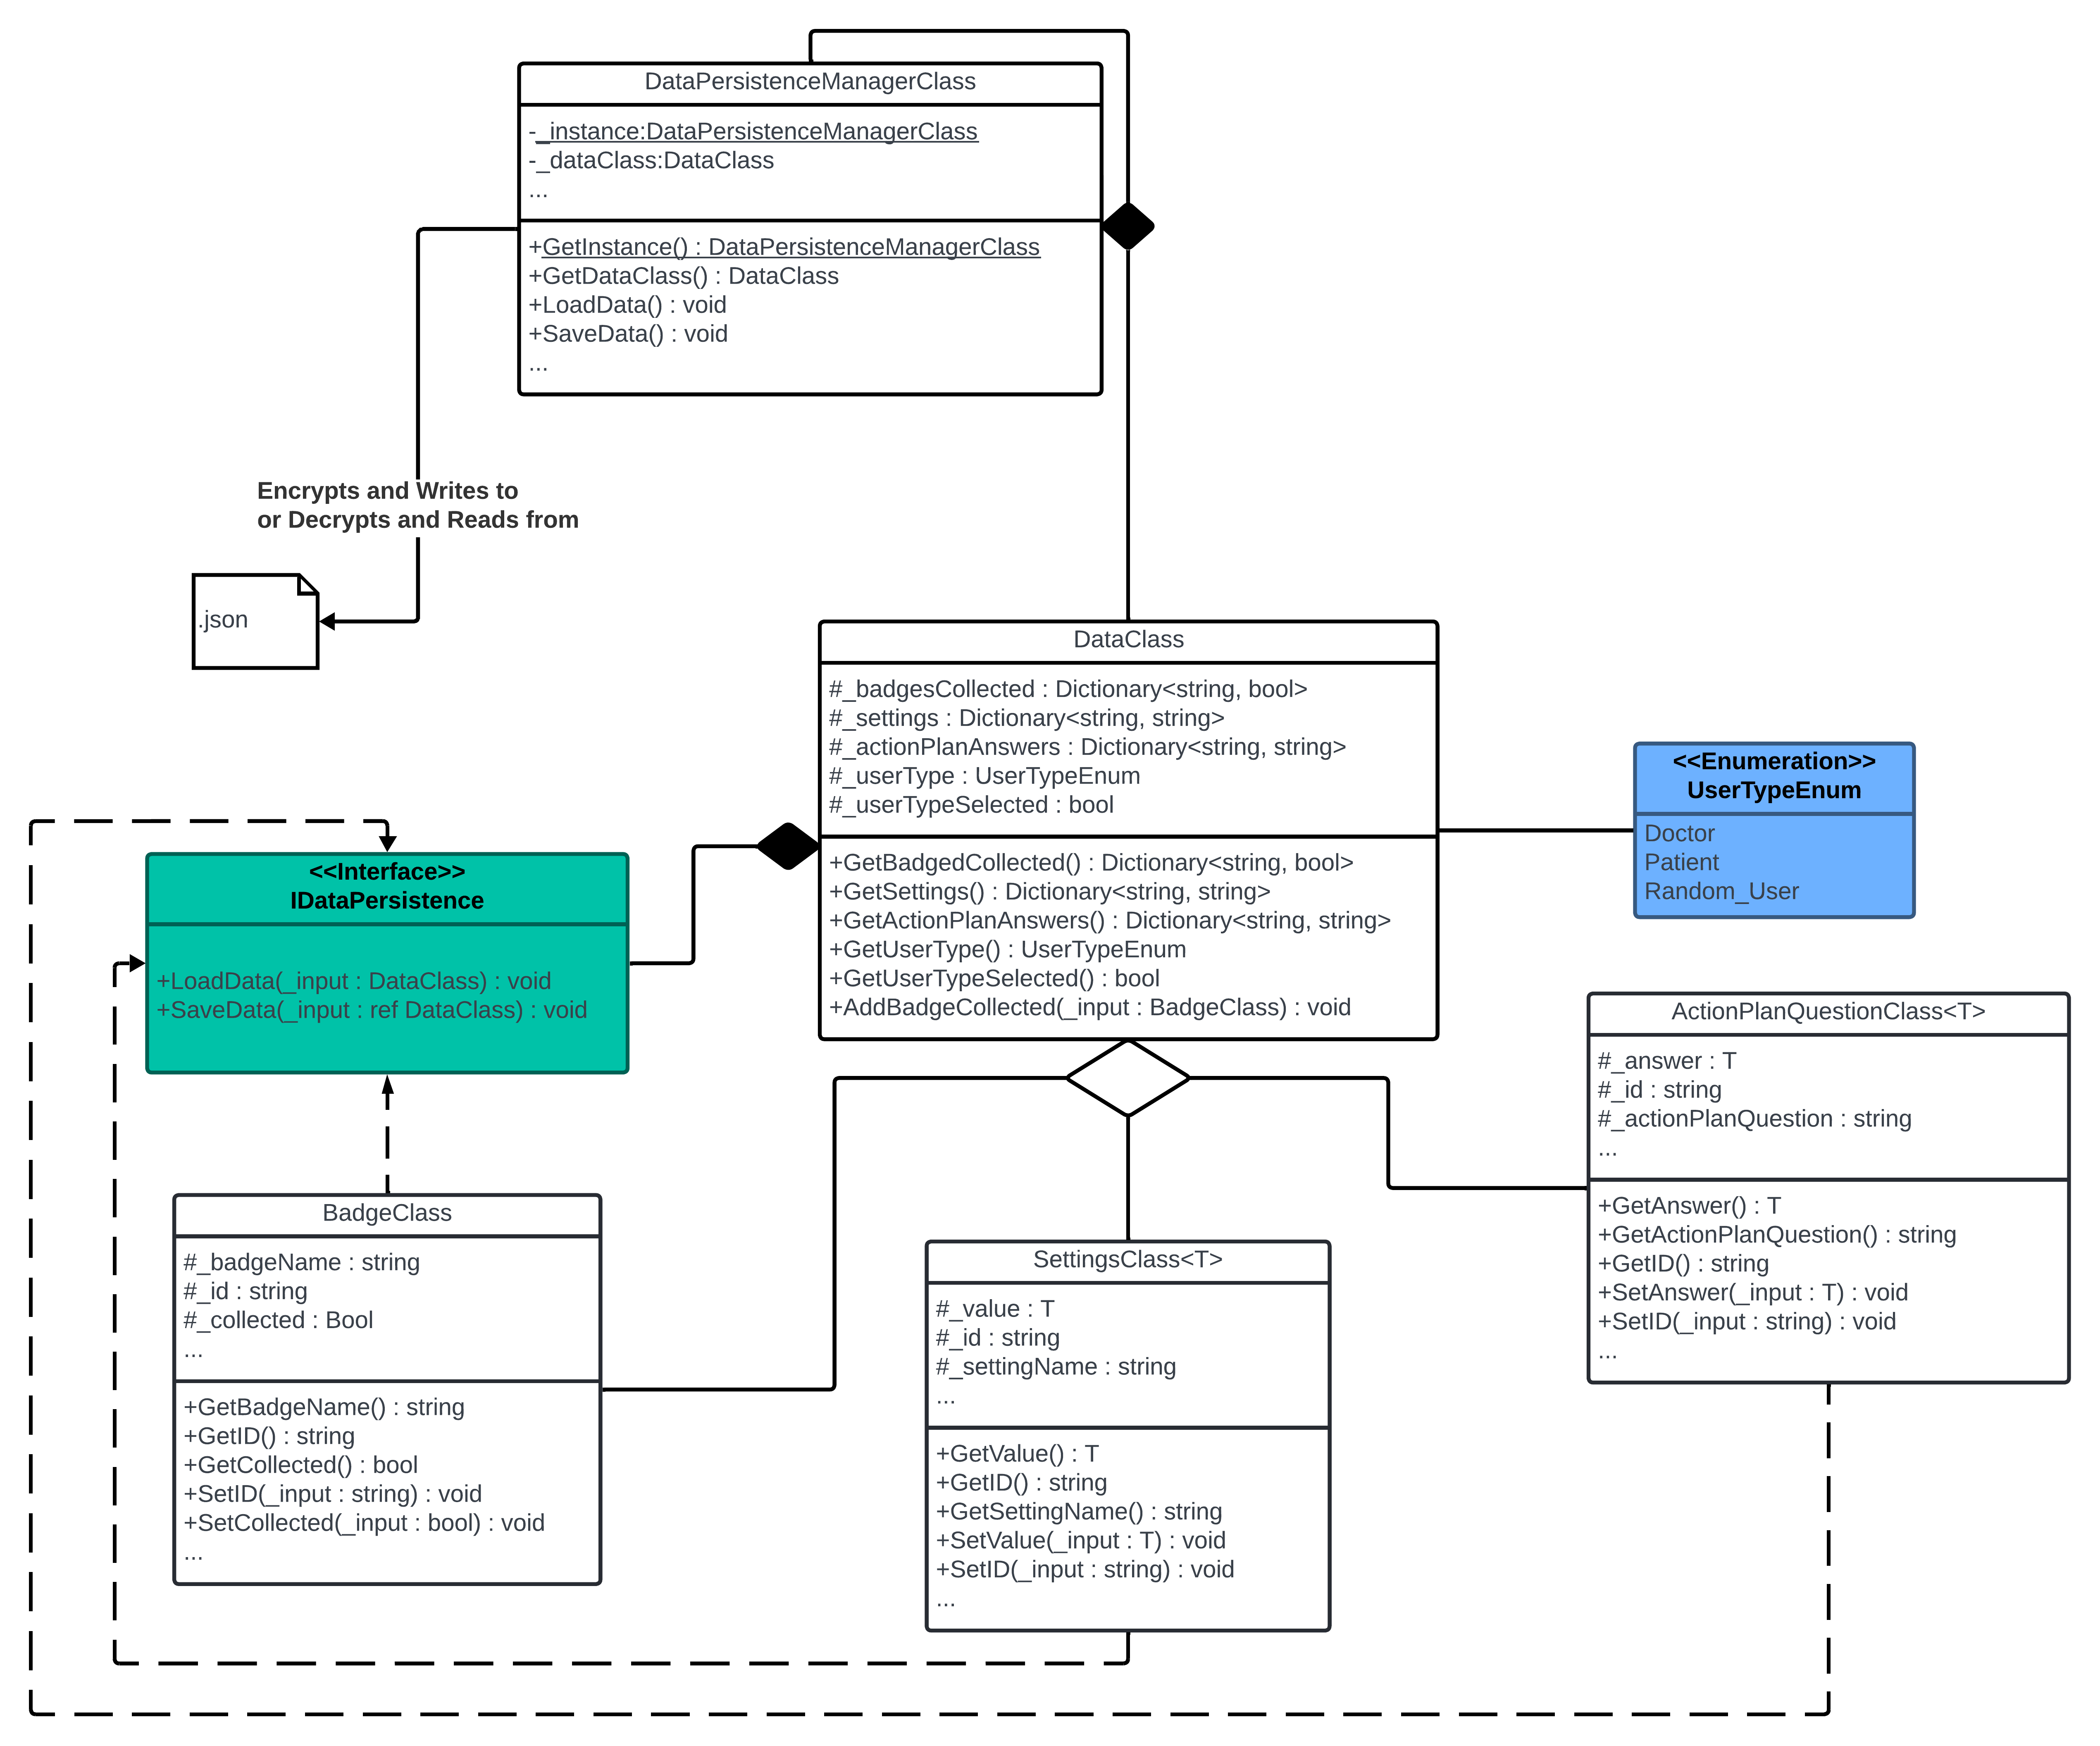 DataPersistenceManagerClass
-_instance:DataPersistenceManagerClass
-_dataClass:DataClass
...
+GetInstance() : DataPersistenceManagerClass
+GetDataClass() : DataClass
+LoadData() : void
+SaveData() : void
...
Encrypts and Writes to
or Decrypts and Reads from
.json
DataClass
#_badgesCollected : Dictionary<string, bool>
#_settings : Dictionary<string, string>
#_actionPlanAnswers : Dictionary<string, string>
#_userType : UserTypeEnum
#_userTypeSelected : bool
+GetBadgedCollected() : Dictionary<string, bool>
+GetSettings() : Dictionary<string, string>
+GetActionPlanAnswers() : Dictionary<string, string>
+GetUserType() : UserTypeEnum
+GetUserTypeSelected() : bool
+AddBadgeCollected(_input : BadgeClass) : void
<<Enumeration>>
UserTypeEnum
Doctor
Patient
Random_User
<<Interface>>
IDataPersistence
+LoadData(_input : DataClass) : void
+SaveData(_input : ref DataClass) : void
ActionPlanQuestionClass<T>
#_answer : T
#_id : string
#_actionPlanQuestion : string
...
+GetAnswer() : T
+GetActionPlanQuestion() : string
+GetID() : string
+SetAnswer(_input : T) : void
+SetID(_input : string) : void
...
BadgeClass
#_badgeName : string
#_id : string
#_collected : Bool
...
+GetBadgeName() : string
+GetID() : string
+GetCollected() : bool
+SetID(_input : string) : void
+SetCollected(_input : bool) : void
...
SettingsClass<T>
#_value : T
#_id : string
#_settingName : string
...
+GetValue() : T
+GetID() : string
+GetSettingName() : string
+SetValue(_input : T) : void
+SetID(_input : string) : void
...